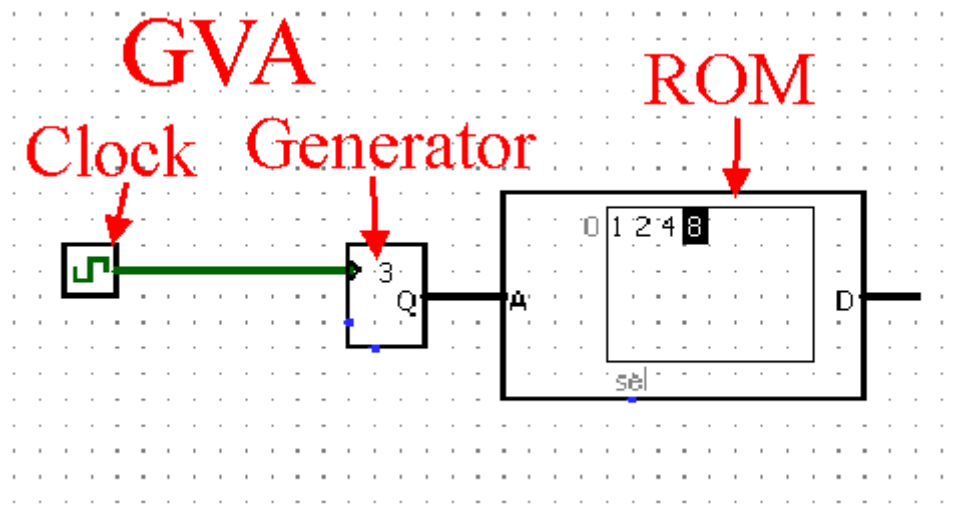 GVA
ROM
Clock
Generator
0 1 2 4 8
3
Q
A
D
sel